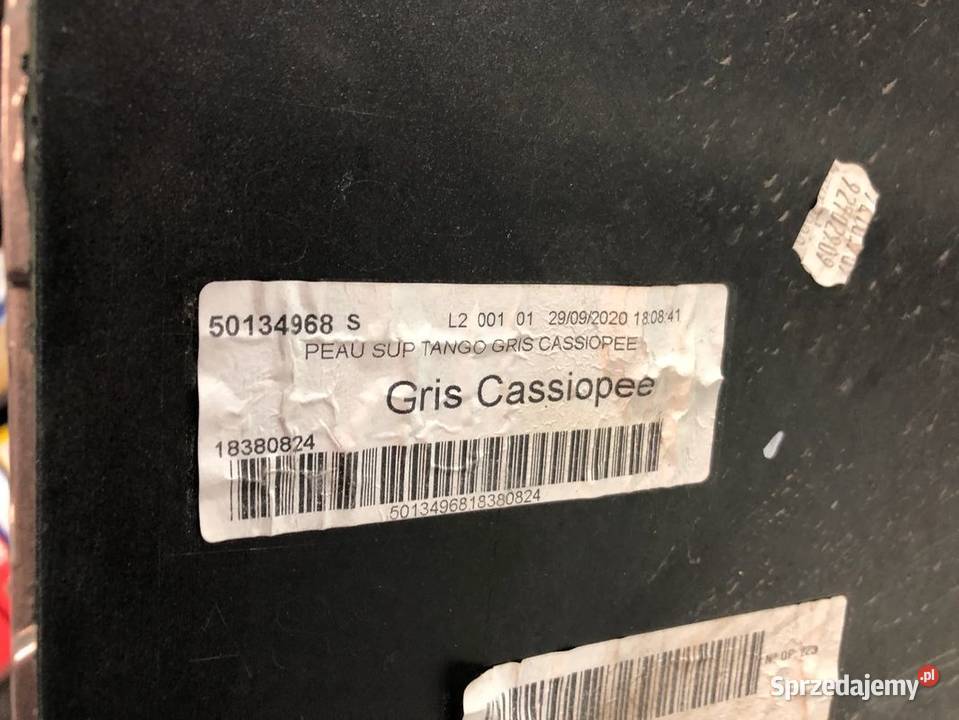 50134968 S L2 001 01 29/09/2020 18:08:41
PEAU SUP TANGO GRIS CASSIOPEE
Gris Cassiopee
18380824
5013496818380824
N° OP
Sprzedajemy.pl